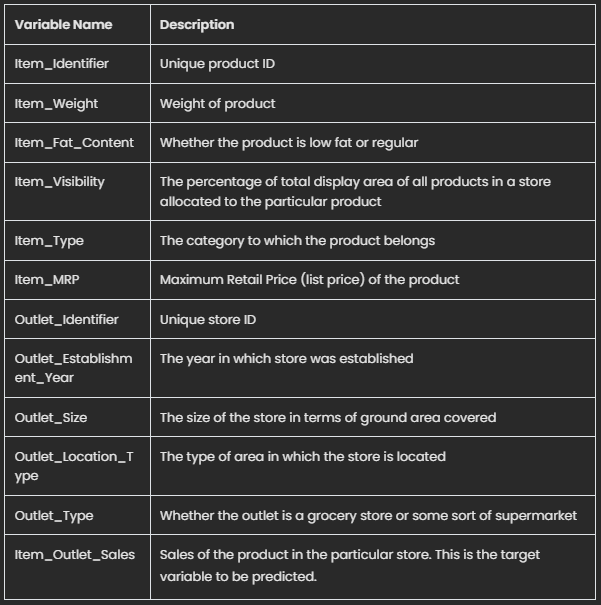 Variable Name Description
Item_Identifier Unique product ID
Item_Weight Weight of product
Item_Fat_Content Whether the product is low fat or regular
Item_Visibility The percentage of total display area of all products in a store
allocated to the particular product
Item_Type The category to which the product belongs
Item_MRP Maximum Retail Price (list price) of the product
Outlet_Identifier Unique store ID
Outlet_Establishm The year in which store was established
ent_Year
Outlet_Size The size of the store in terms of ground area covered
Outlet_Location_T The type of area in which the store is located
ype
Outlet_Type Whether the outlet is a grocery store or some sort of supermarket
Item_Outlet_Sales Sales of the product in the particular store. This is the target
variable to be predicted.